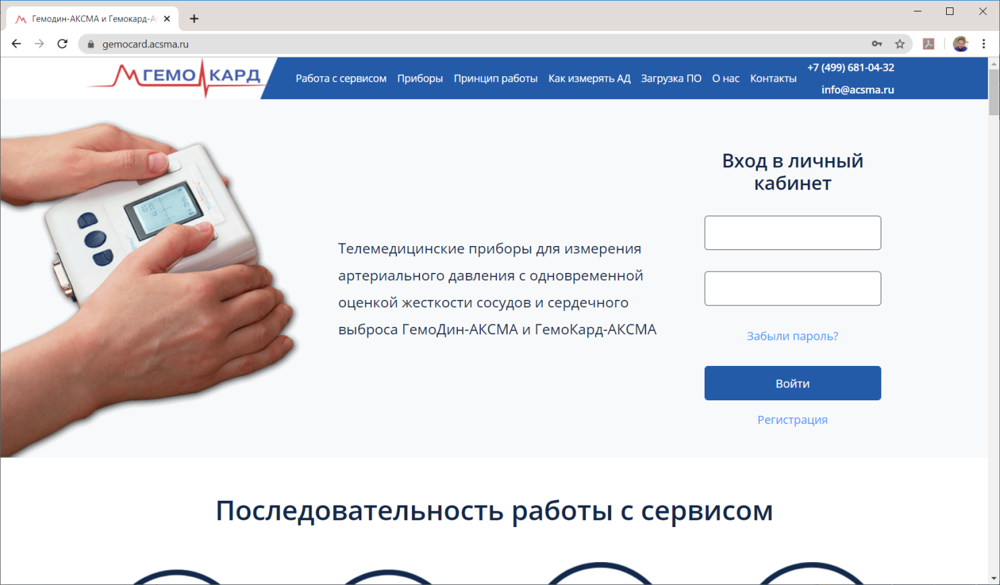 Гемодин-АКСМА и Гемокард-А
gemocard.acsma.ru
ГЕМО КАРД
Работа с сервисом
Приборы
Принцип работы
Как измерять АД
Загрузка ПО
О нас
Контакты
+7 (499) 681-04-32
info@acsma.ru
Вход в личный
кабинет
Телемедицинские приборы для измерения
артериального давления с одновременной
оценкой жесткости сосудов и сердечного
выброса ГемоДин-АКСМА и ГемоКард-АКСМА
Забыли пароль?
Войти
Регистрация
Последовательность работы с сервисом